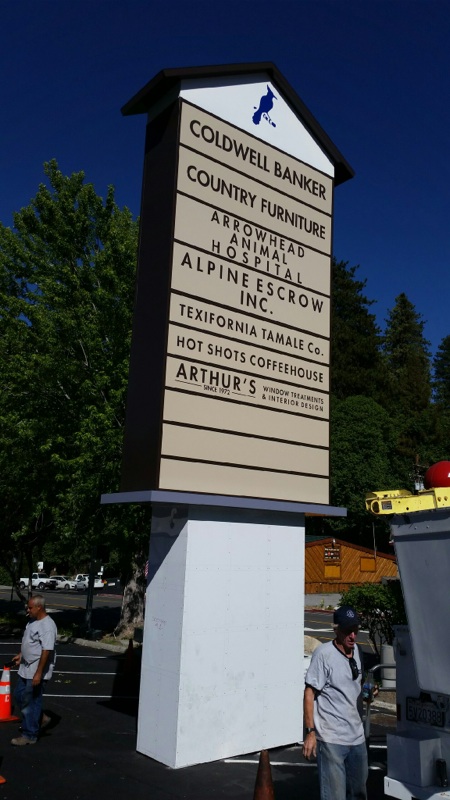 COLDWELL BANKER
COUNTRY FURNITURE
ARROWHEAD
ANIMAL
HOSPITAL
ALPINE ESCROW
INC.
TEXIFORNIA TAMALE Co.
HOT SHOTS COFFEEHOUSE
ARTHUR'S
SINCE 1972
WINDOW TREATMENTS
& INTERIOR DESIGN